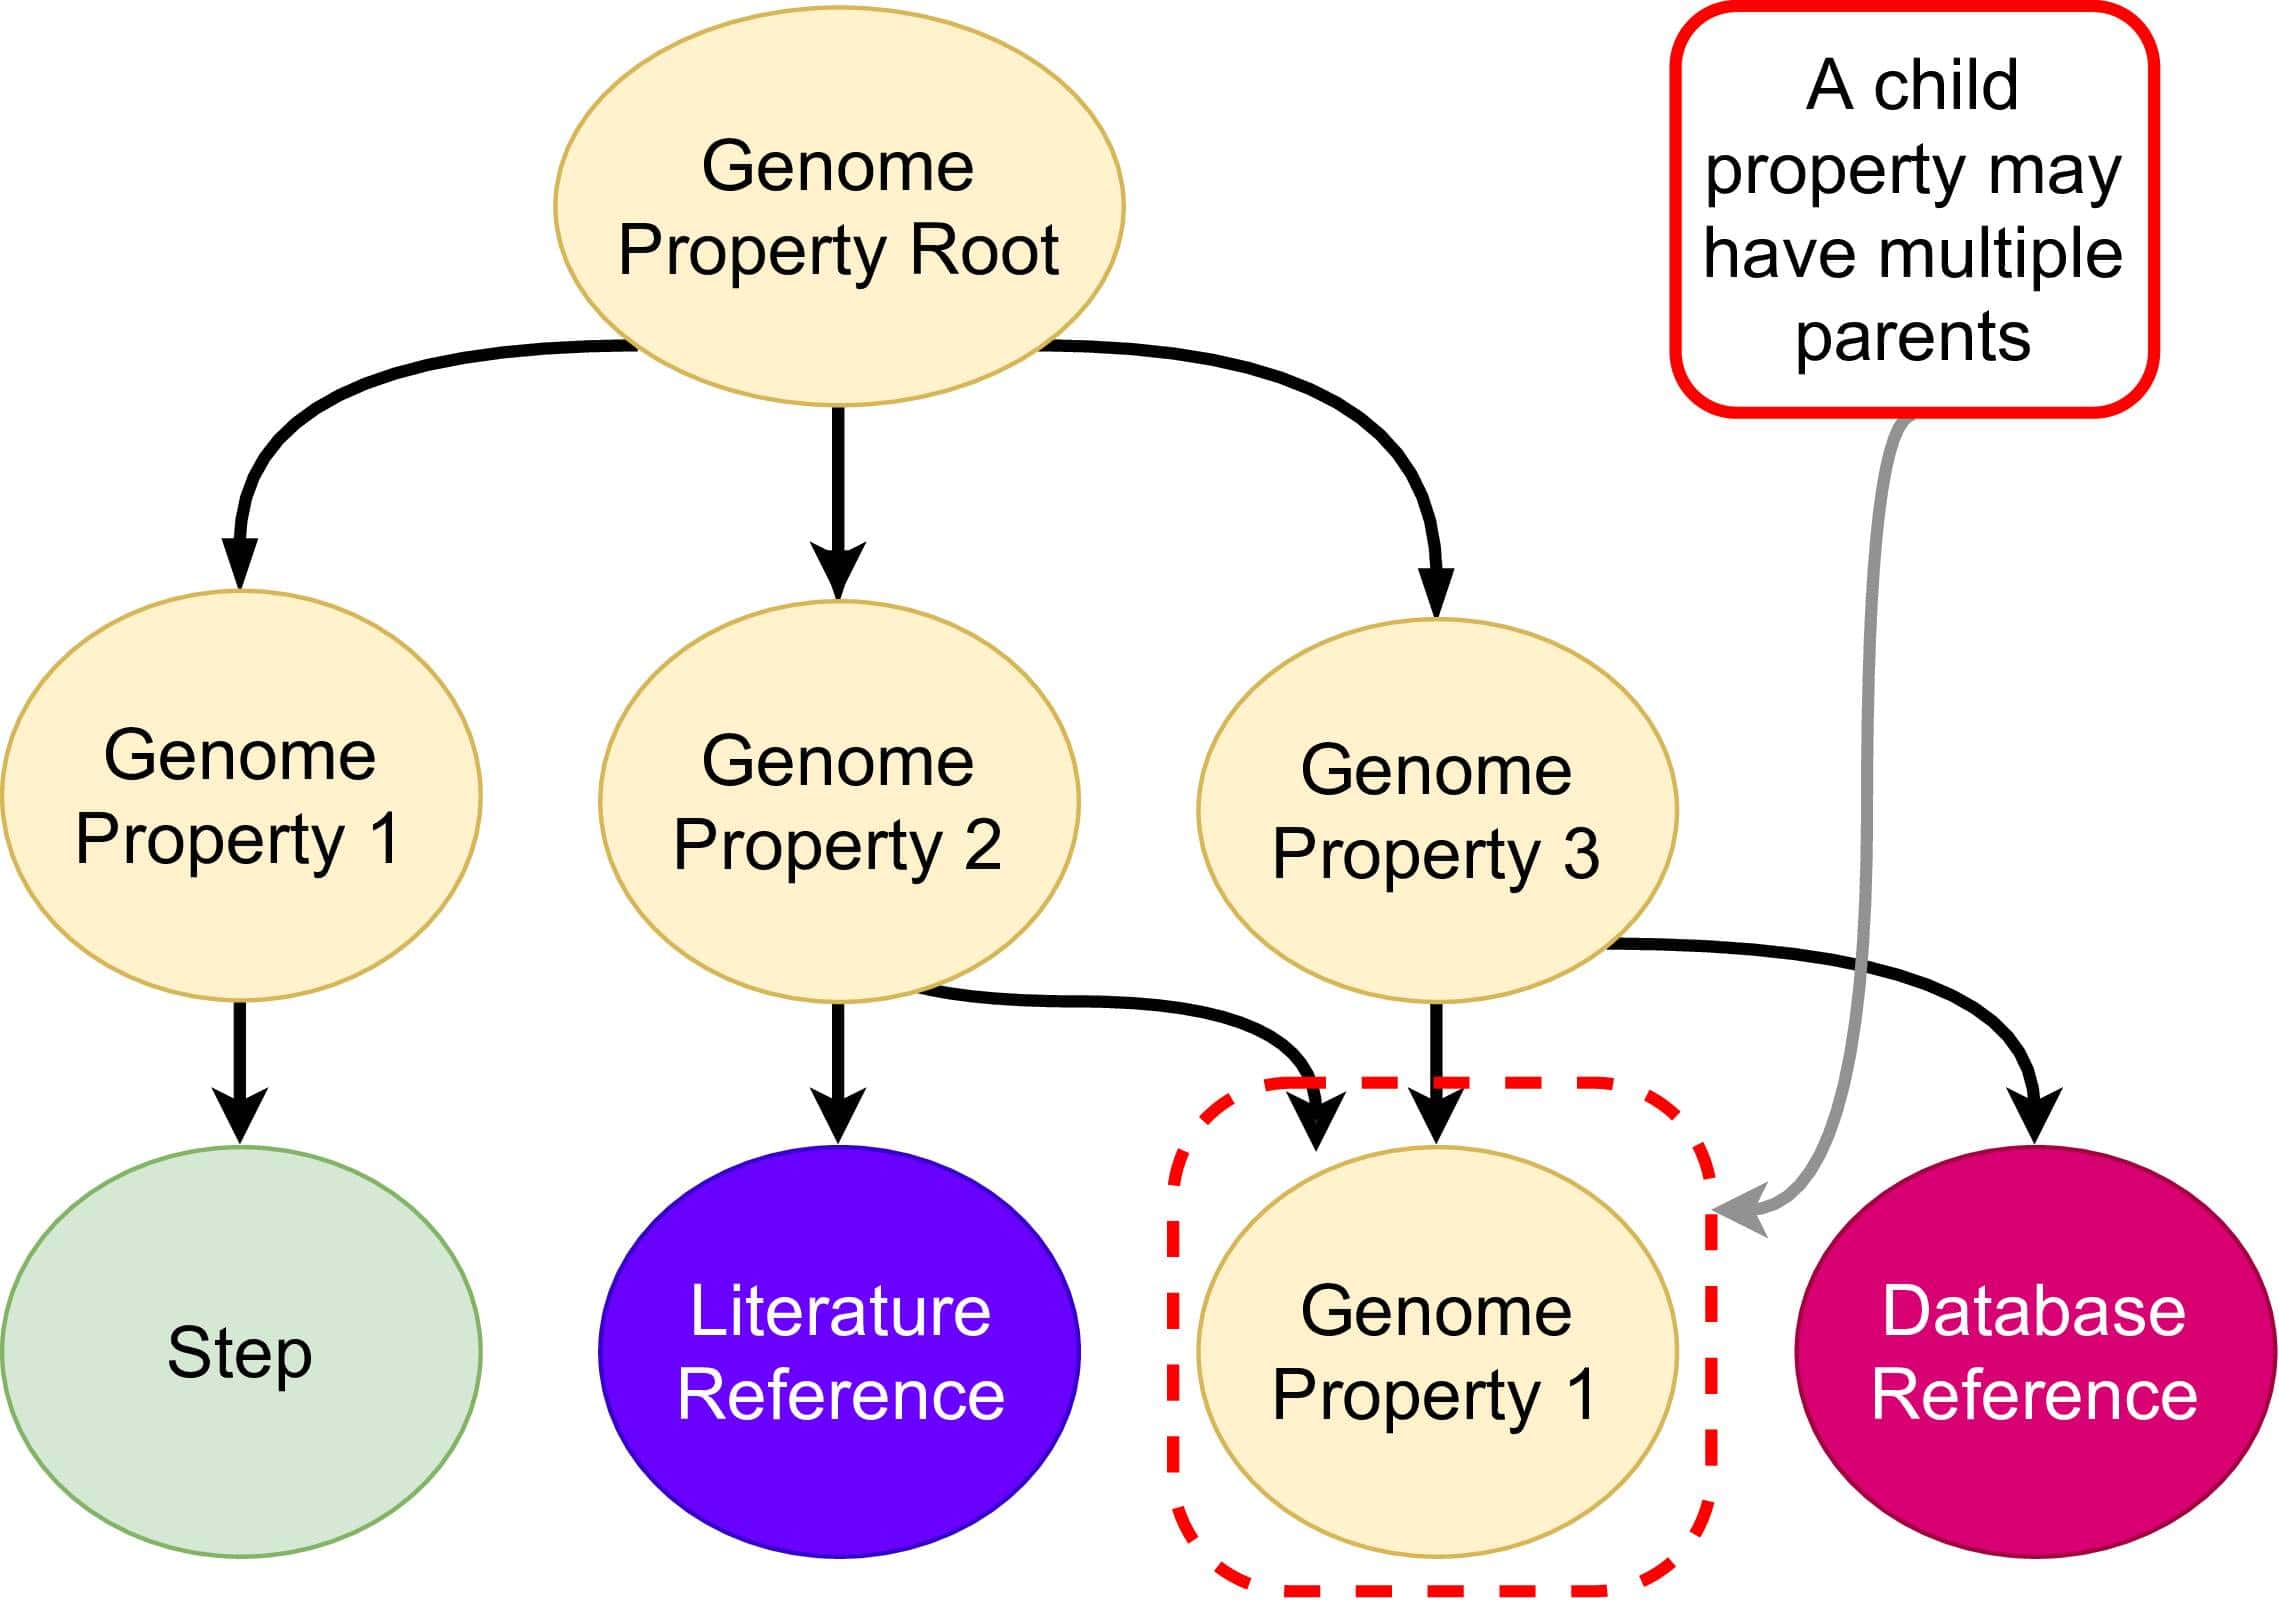 Genome
Property Root
A child
property may
have multiple
parents
Genome
Property 1
Genome
Property 2
Genome
Property 3
Step
Literature
Reference
Genome
Property 1
Database
Reference